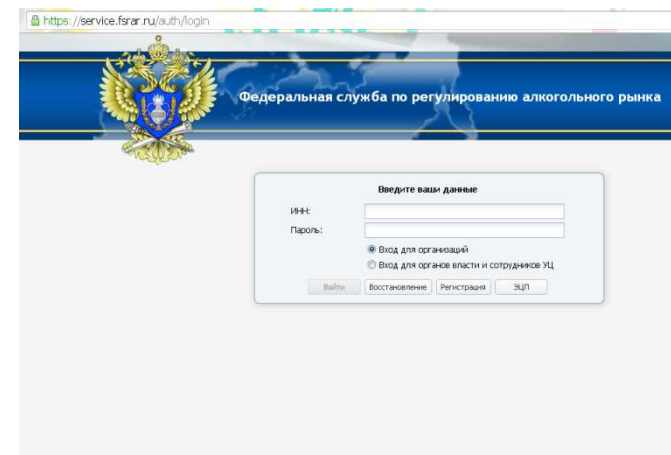 https://service.fsrar.ru/auth/login
Федеральная служба по регулированию алкогольного рынка
Введите ваши данные
ИНН:
Пароль:
Вход для организаций
Вход для органов власти и сотрудников УЦ
Войти Восстановление Регистрация ЭЦП